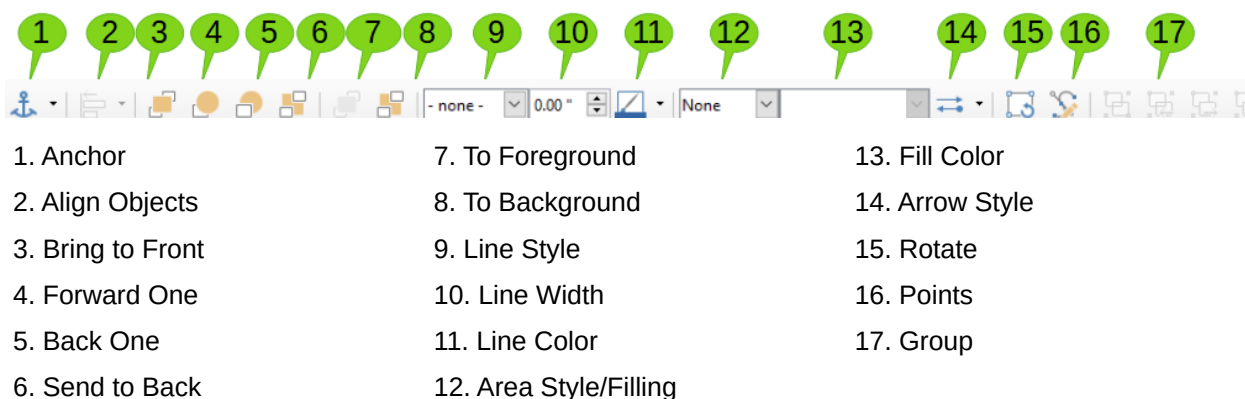 1 2 3 4 5 6 7 8 9 10 11 12 13 14 15 16 17
- none - 0.00 " None
1. Anchor
2. Align Objects
3. Bring to Front
4. Forward One
5. Back One
6. Send to Back
7. To Foreground
8. To Background
9. Line Style
10. Line Width
11. Line Color
12. Area Style/Filling
13. Fill Color
14. Arrow Style
15. Rotate
16. Points
17. Group